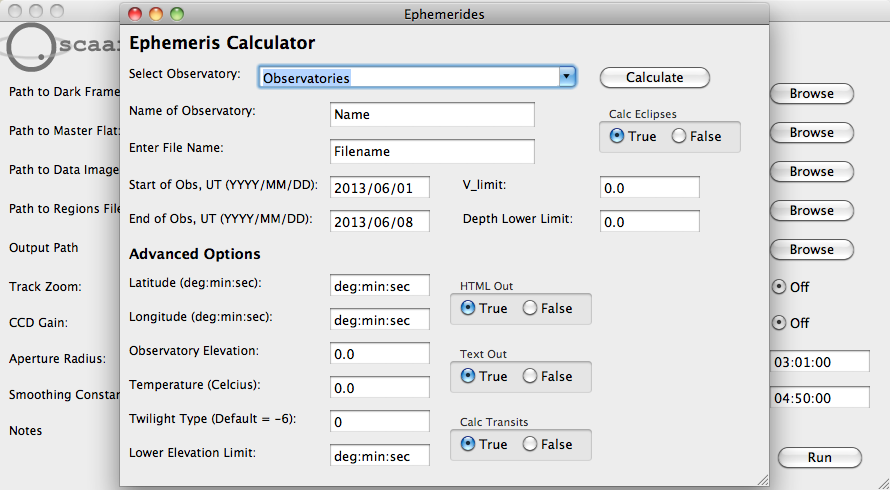 Ephemerides
scaar
Ephemeris Calculator
Select Observatory: Observatories Calculate
Path to Dark Frame Browse
Name of Observatory: Name Calc Eclipses
Path to Master Flat: True False Browse
Enter File Name: Filename
Path to Data Image Browse
Start of Obs, UT (YYYY/MM/DD): 2013/06/01 V_limit: 0.0
Path to Regions File Browse
End of Obs, UT (YYYY/MM/DD): 2013/06/08 Depth Lower Limit: 0.0
Output Path Browse
Advanced Options
Track Zoom: Off
Latitude (deg:min:sec): deg:min:sec HTML Out
True False
Longitude (deg:min:sec): deg:min:sec
CCD Gain: Off
Observatory Elevation: 0.0 Text Out
Aperture Radius: 03:01:00
True False
Temperature (Celcius): 0.0
Smoothing Constan 04:50:00
Twilight Type (Default = -6): 0 Calc Transits
Notes
True False
Lower Elevation Limit: deg:min:sec
Run